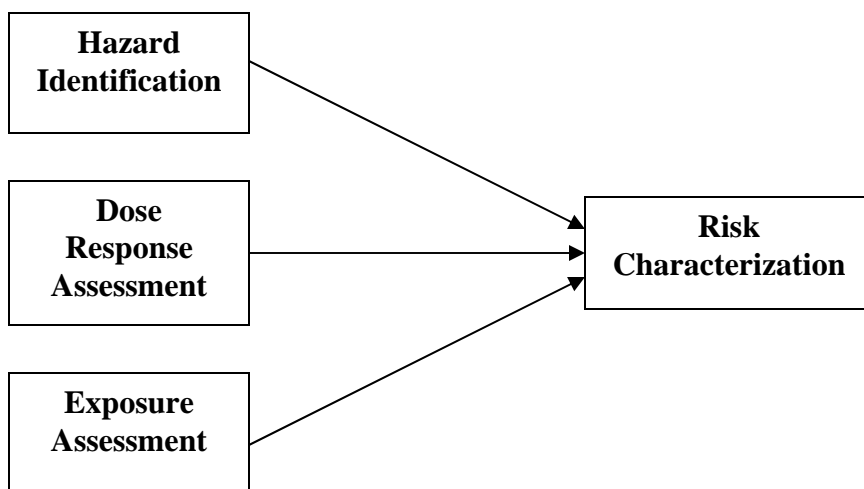 Hazard
Identification
Dose
Response
Assessment
Exposure
Assessment
Risk
Characterization